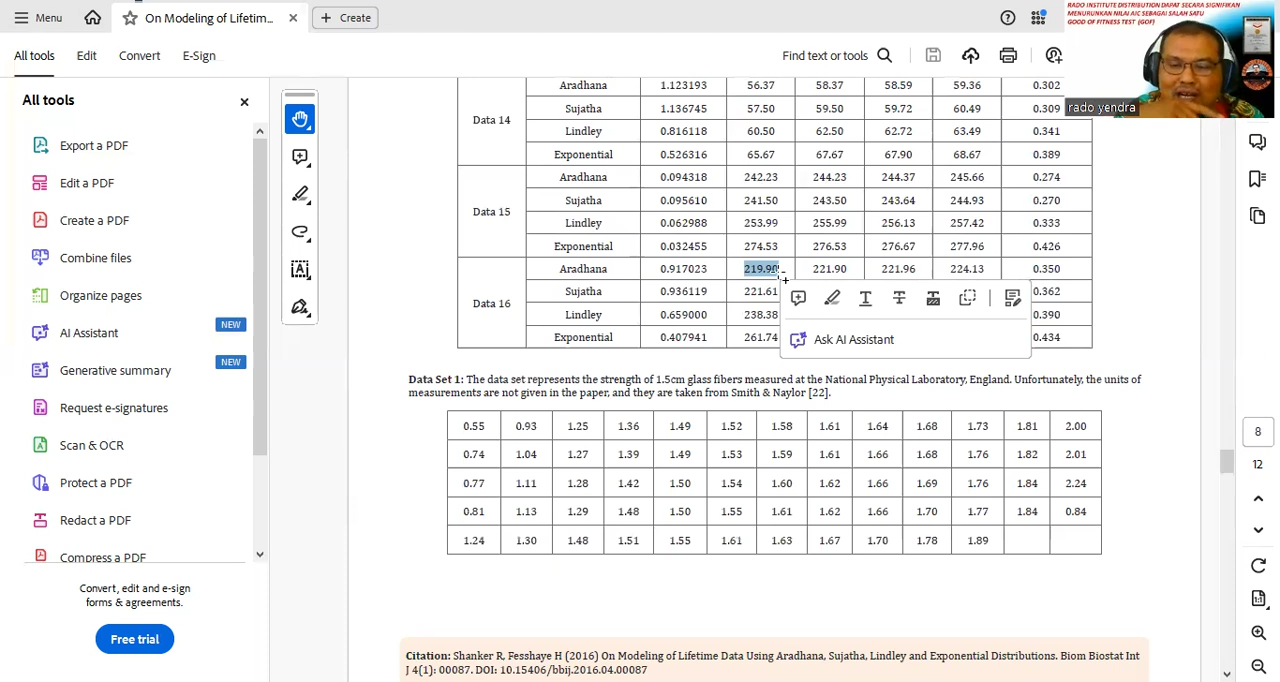 Menu
On Modeling of Lifetim...
Create
RADO INSTITUTE DISTRIBUTION DAPAT SECARA SIGNIFIKAN
MENURUNKAN NILAI AIC SEBAGAI SALAH SATU
GOOD OF FITNESS TEST (GOF)
All tools
Edit
Convert
E-Sign
Find text or tools
rado yendra
All tools
Export a PDF
Edit a PDF
Create a PDF
Combine files
Organize pages
AI Assistant NEW
Generative summary NEW
Request e-signatures
Scan & OCR
Protect a PDF
Redact a PDF
Compress a PDF
Convert, edit and e-sign
forms & agreements.
Free trial
Data 14
Aradhana 1.123193 56.37 58.37 58.59 59.36 0.302
Sujatha 1.136745 57.50 59.50 59.72 60.49 0.309
Lindley 0.816118 60.50 62.50 62.72 63.49 0.341
Exponential 0.526316 65.67 67.67 67.90 68.67 0.389
Data 15
Aradhana 0.094318 242.23 244.23 244.37 245.66 0.274
Sujatha 0.095610 241.50 243.50 243.64 244.93 0.270
Lindley 0.062988 253.99 255.99 256.13 257.42 0.333
Exponential 0.032455 274.53 276.53 276.67 277.96 0.426
Data 16
Aradhana 0.917023 219.90 221.90 221.96 224.13 0.350
Sujatha 0.936119 221.61 0.362
Lindley 0.659000 238.38 0.390
Exponential 0.407941 261.74 0.434
Ask AI Assistant
Data Set 1: The data set represents the strength of 1.5cm glass fibers measured at the National Physical Laboratory, England. Unfortunately, the units of
measurements are not given in the paper, and they are taken from Smith & Naylor [22].
0.55 0.93 1.25 1.36 1.49 1.52 1.58 1.61 1.64 1.68 1.73 1.81 2.00
0.74 1.04 1.27 1.39 1.49 1.53 1.59 1.61 1.66 1.68 1.76 1.82 2.01
0.77 1.11 1.28 1.42 1.50 1.54 1.60 1.62 1.66 1.69 1.76 1.84 2.24
0.81 1.13 1.29 1.48 1.50 1.55 1.61 1.62 1.66 1.70 1.77 1.84 0.84
1.24 1.30 1.48 1.51 1.55 1.61 1.63 1.67 1.70 1.78 1.89
Citation: Shanker R, Fesshaye H (2016) On Modeling of Lifetime Data Using Aradhana, Sujatha, Lindley and Exponential Distributions. Biom Biostat Int
J 4(1): 00087. DOI: 10.15406/bbij.2016.04.00087
8
12